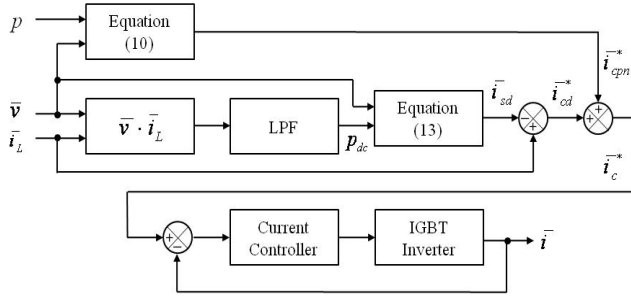 p
Equation
(10)
i̅*cpn
v̅
i̅L
v̅ · i̅L
LPF
pdc
Equation
(13)
i̅sd
i̅*cd
-
+
+
+
i̅*c
+
-
Current
Controller
IGBT
Inverter
i̅